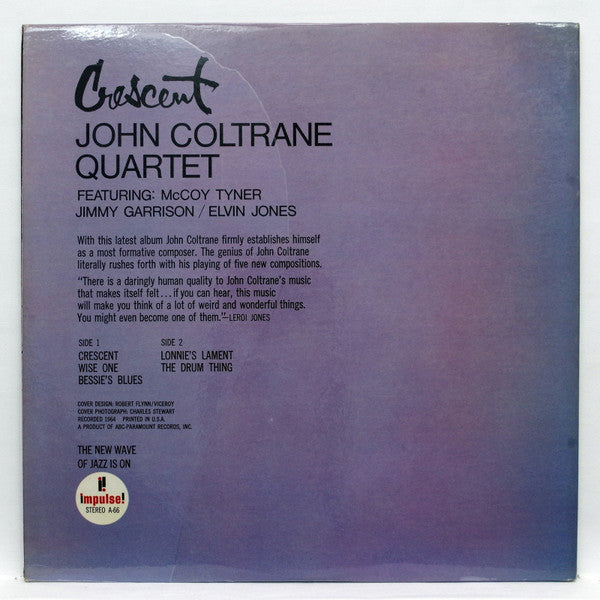 Crescent
JOHN COLTRANE
QUARTET
FEATURING: McCOY TYNER
JIMMY GARRISON / ELVIN JONES
With this latest album John Coltrane firmly establishes himself
as a most formative composer. The genius of John Coltrane
literally rushes forth with his playing of five new compositions.
“There is a daringly human quality to John Coltrane's music
that makes itself felt...if you can hear, this music
will make you think of a lot of weird and wonderful things.
You might even become one of them.”—LEROI JONES
SIDE 1
CRESCENT
WISE ONE
BESSIE'S BLUES
SIDE 2
LONNIE'S LAMENT
THE DRUM THING
COVER DESIGN: ROBERT FLYNN/VICEROY
COVER PHOTOGRAPH: CHARLES STEWART
RECORDED 1964 PRINTED IN U.S.A.
A PRODUCT OF ABC-PARAMOUNT RECORDS, INC.
THE NEW WAVE
OF JAZZ IS ON
impulse!
STEREO A-66